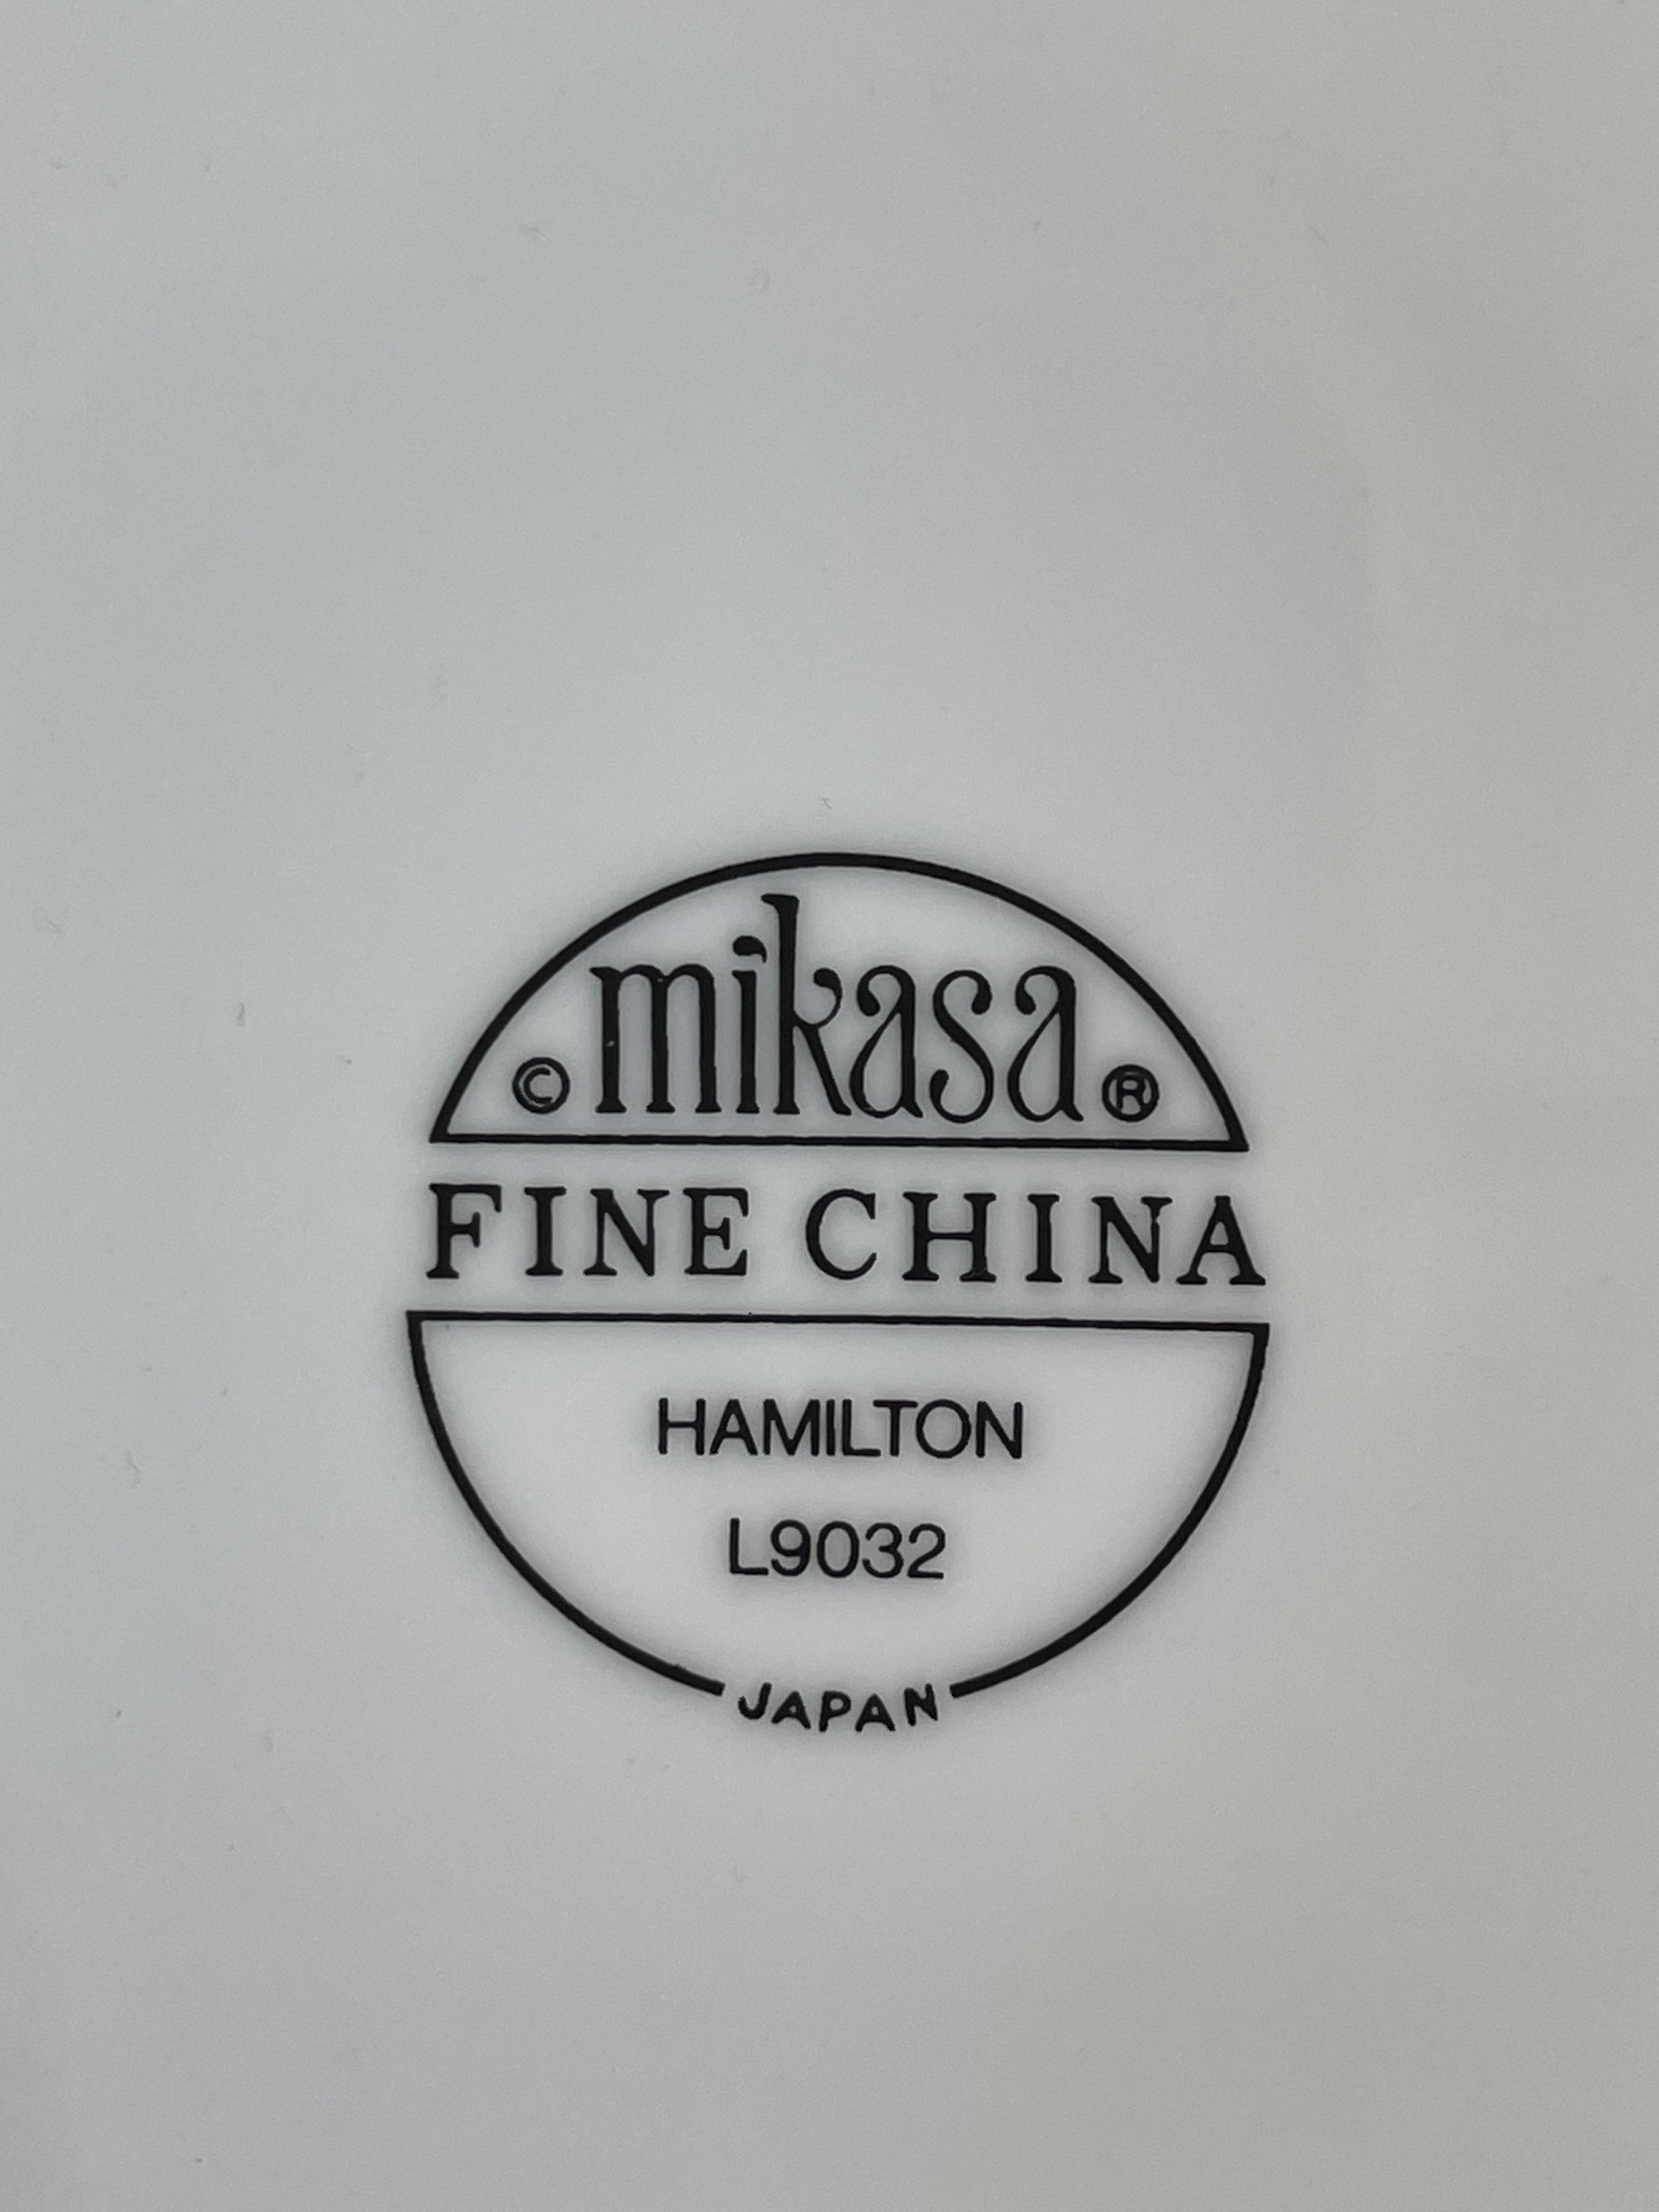 © mikasa ®
FINE CHINA
HAMILTON
L9032
JAPAN